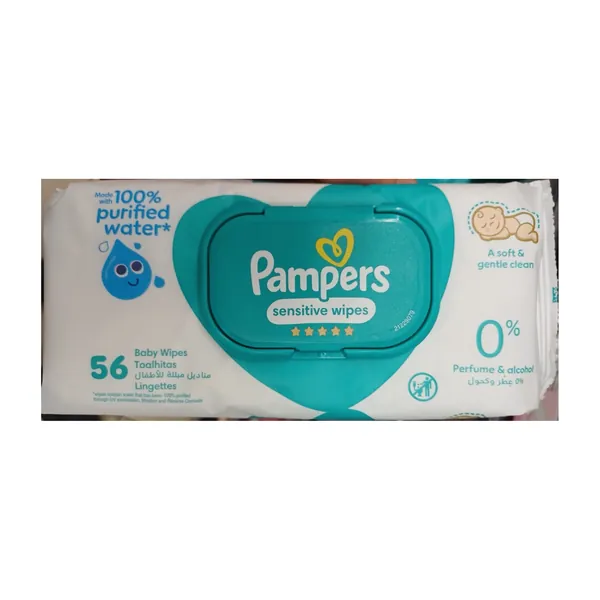 Made with 100%
purified
water*
Pampers
sensitive wipes
21226075
A soft &
gentle clean
56
Baby Wipes
Toalhitas
مناديل مبللة للأطفال
Lingettes
0%
Perfume & alcohol
0% عطر وكحول